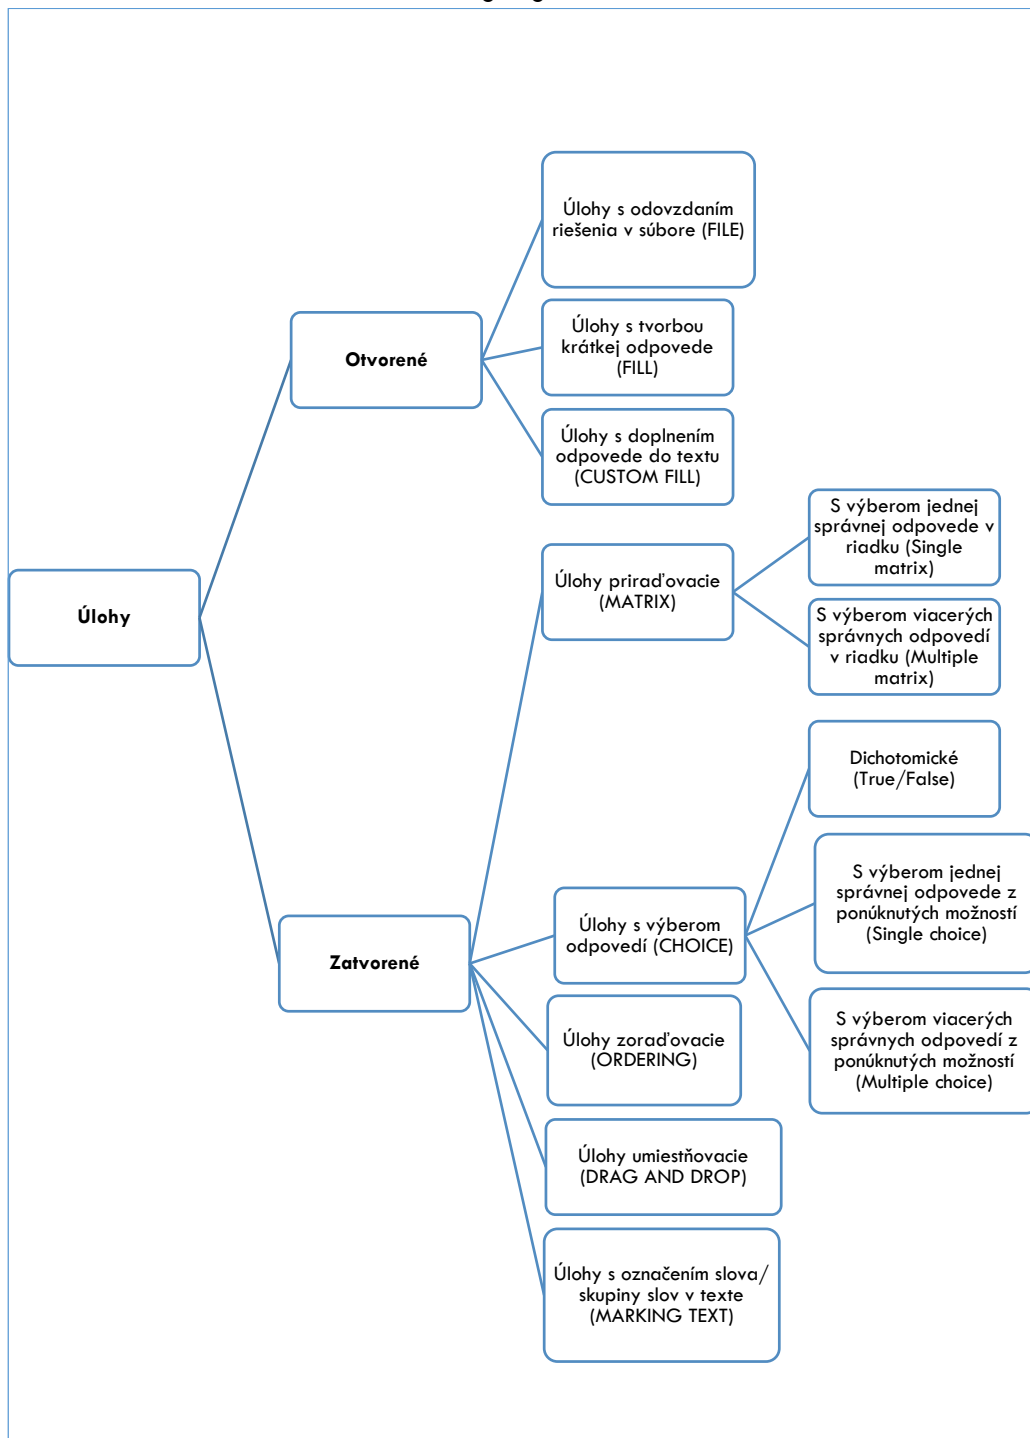 Úlohy s odovzdaním
riešenia v súbore (FILE)
Úlohy s tvorbou
krátkej odpovede
(FILL)
Otvorené
Úlohy s doplnením
odpovede do textu
(CUSTOM FILL)
S výberom jednej
správnej odpovede v
riadku (Single
matrix)
Úlohy priraďovacie
(MATRIX)
Úlohy
S výberom viacerých
správnych odpovedí
v riadku (Multiple
matrix)
Dichotomické
(True/False)
S výberom jednej
správnej odpovede z
ponúknutých možností
(Single choice)
Úlohy s výberom
odpovedí (CHOICE)
Zatvorené
S výberom viacerých
správnych odpovedí z
ponúknutých možností
(Multiple choice)
Úlohy zoraďovacie
(ORDERING)
Úlohy umiestňovacie
(DRAG AND DROP)
Úlohy s označením slova/
skupiny slov v texte
(MARKING TEXT)